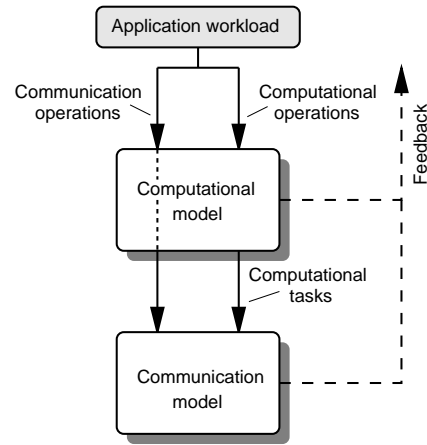 Application workload
Communication
operations
Computational
operations
Feedback
Computational
model
Computational
tasks
Communication
model